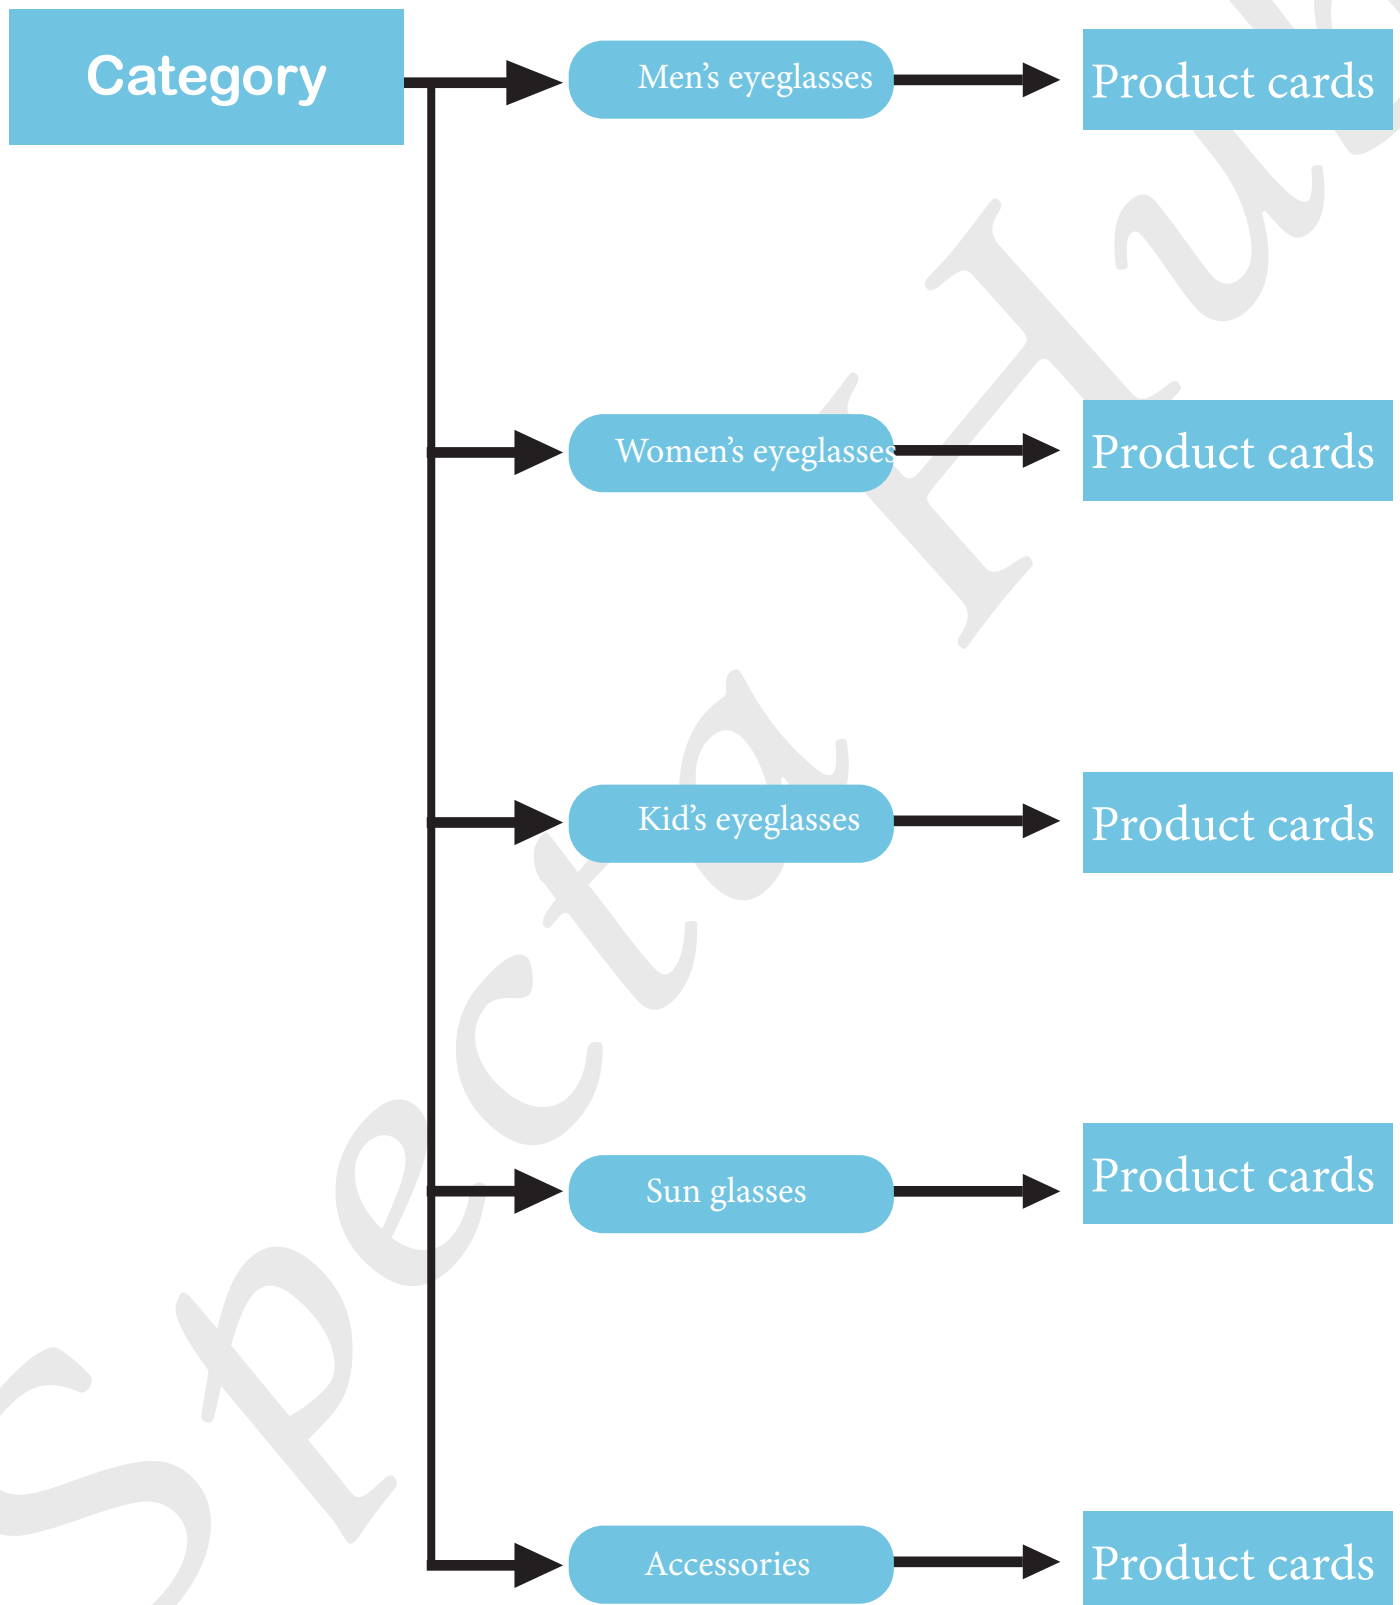 Category
Men’s eyeglasses
Product cards
Women’s eyeglasses
Product cards
Kid’s eyeglasses
Product cards
Sun glasses
Product cards
Accessories
Product cards
Specta Hub